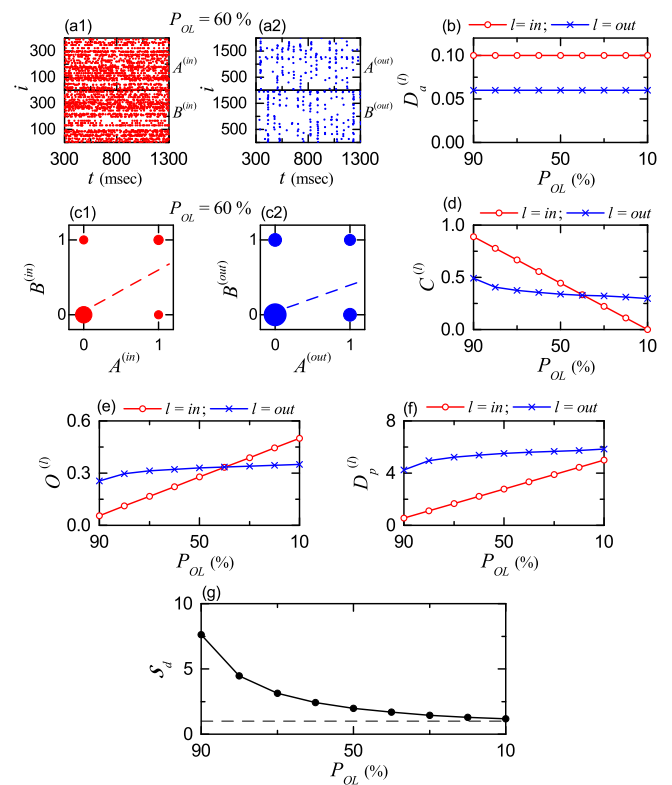 (a1) P_OL = 60 % (a2)
300 100 300 100
i
A^(in)
B^(in)
300 800 1300
t (msec)
1500 500 1500 500
i
A^(out)
B^(out)
300 800 1300
t (msec)
(b) l = in; l = out
0.10
0.05
0.00
D_a^(l)
90 50 10
P_OL (%)
(c1) P_OL = 60 % (c2)
1
0
B^(in)
0 1
A^(in)
1
0
B^(out)
0 1
A^(out)
(d) l = in; l = out
1.0
0.5
0.0
C^(l)
90 50 10
P_OL (%)
(e) l = in; l = out
0.6
0.3
0.0
O^(l)
90 50 10
P_OL (%)
(f) l = in; l = out
8
4
0
D_p^(l)
90 50 10
P_OL (%)
(g)
10
5
0
S_d
90 50 10
P_OL (%)